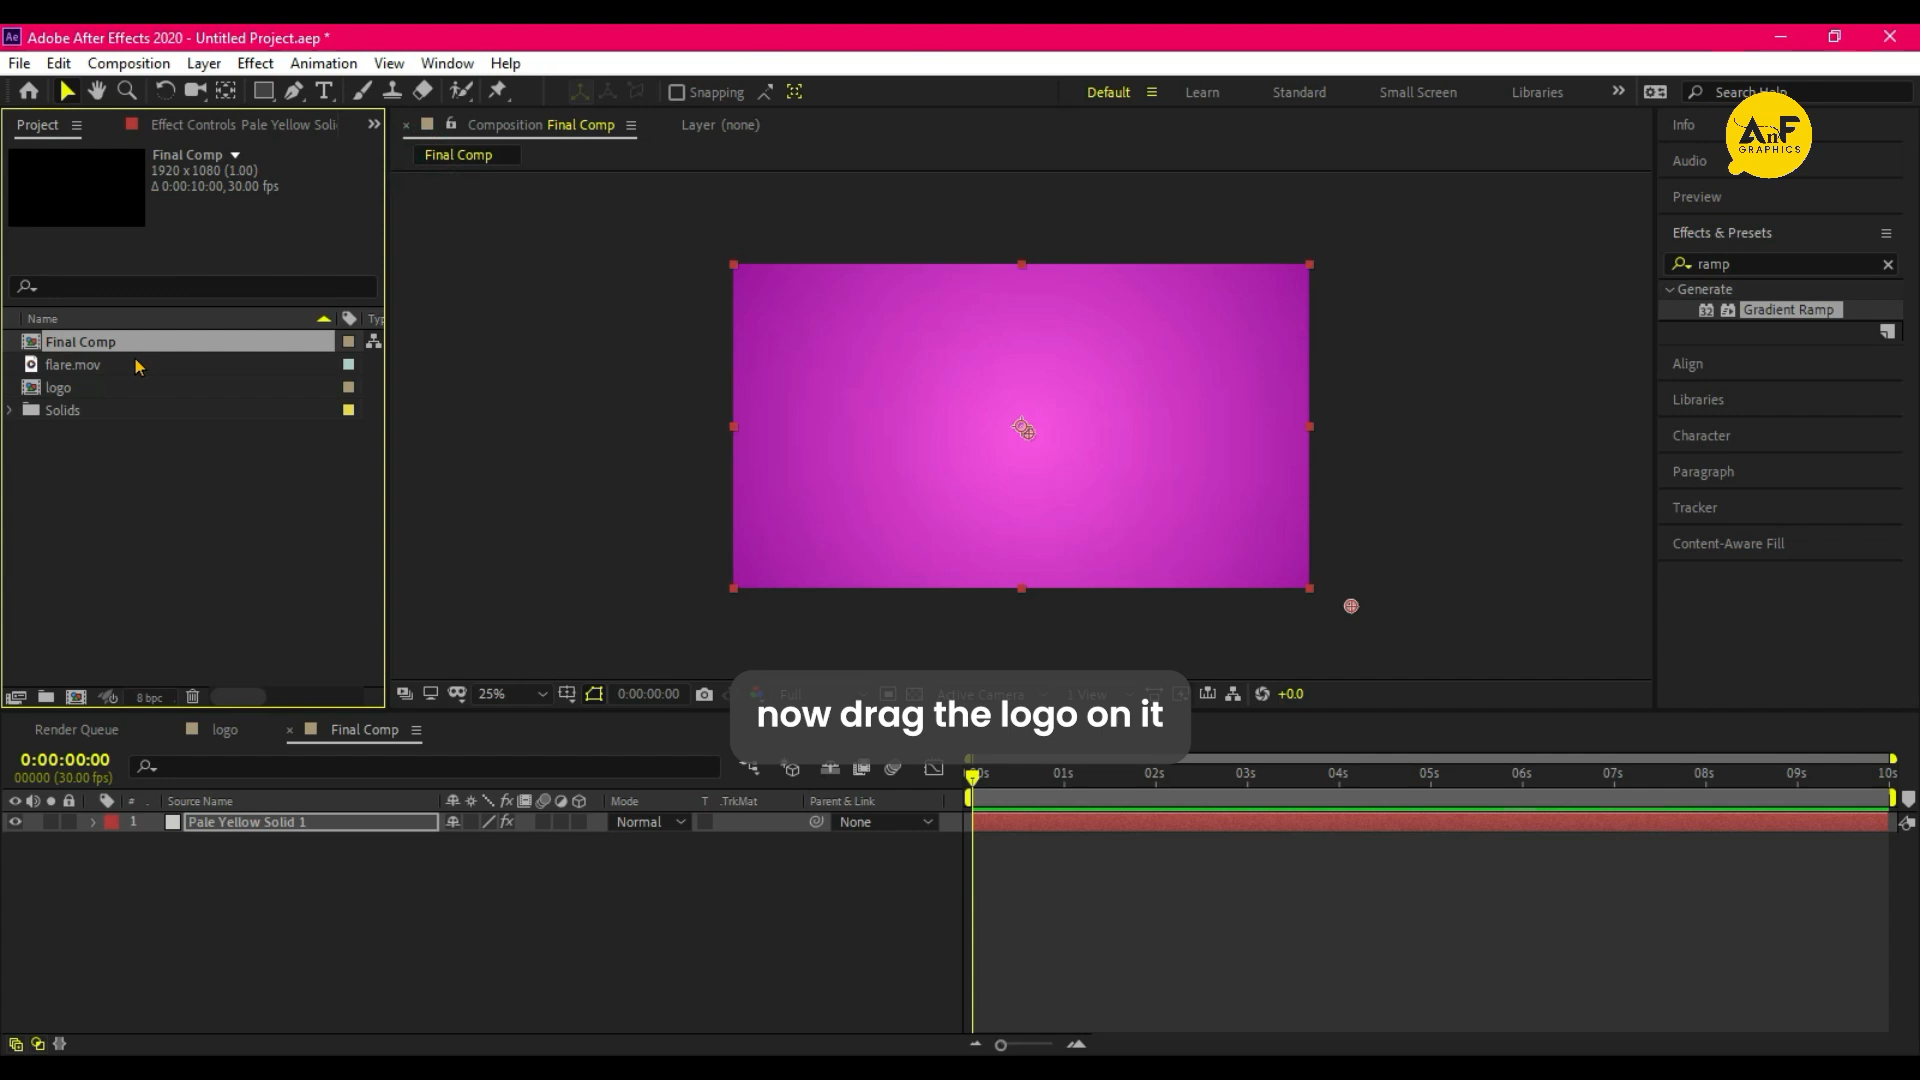 Ae Adobe After Effects 2020 - Untitled Project.aep *
File Edit Composition Layer Effect Animation View Window Help
T Snapping Default Learn Standard Small Screen Libraries Search Help
AnF
GRAPHICS
Project Effect Controls Pale Yellow Soli
Composition Final Comp Layer (none)
Final Comp
Final Comp
1920 x 1080 (1.00)
Δ 0:00:10:00, 30.00 fps
Name Typ
Final Comp
flare.mov
logo
Solids
8 bpc
Info
Audio
Preview
Effects & Presets
ramp
Generate
32 Gradient Ramp
Align
Libraries
Character
Paragraph
Tracker
Content-Aware Fill
25% 0:00:00:00 Full Active Camera 1 View +0.0
now drag the logo on it
Render Queue logo Final Comp
0:00:00:00
00000 (30.00 fps)
00s 01s 02s 03s 04s 05s 06s 07s 08s 09s 10s
# Source Name fx Mode T .TrkMat Parent & Link
1 Pale Yellow Solid 1 fx Normal None